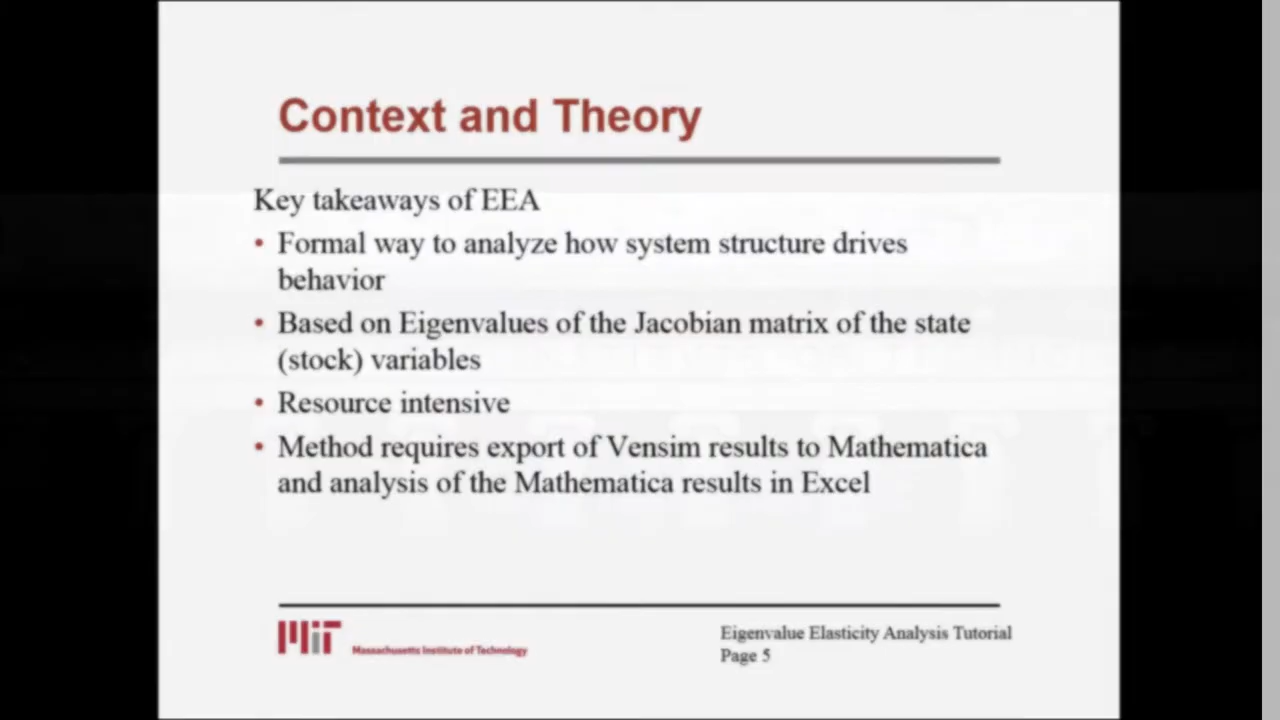 Context and Theory
Key takeaways of EEA
• Formal way to analyze how system structure drives
behavior
• Based on Eigenvalues of the Jacobian matrix of the state
(stock) variables
• Resource intensive
• Method requires export of Vensim results to Mathematica
and analysis of the Mathematica results in Excel
MIT
Massachusetts Institute of Technology
Eigenvalue Elasticity Analysis Tutorial
Page 5